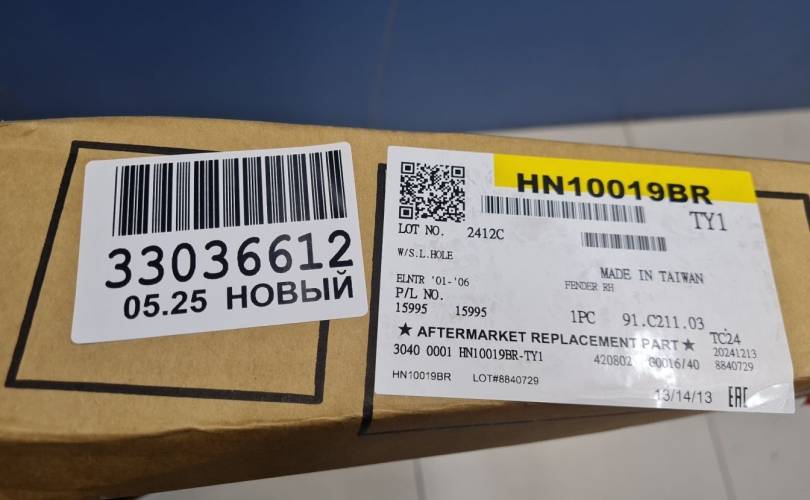 33036612
05.25 НОВЫЙ
HN10019BR
TY1
LOT NO. 2412C
W/S.L.HOLE
MADE IN TAIWAN
ELNTR '01-'06
FENDER RH
P/L NO.
15995 15995
1PC 91.C211.03
★ AFTERMARKET REPLACEMENT PART ★ TC24
3040 0001 HN10019BR-TY1 420802 G0016/40 20241213
8840729
HN10019BR LOT#8840729
13/14/13 EAC